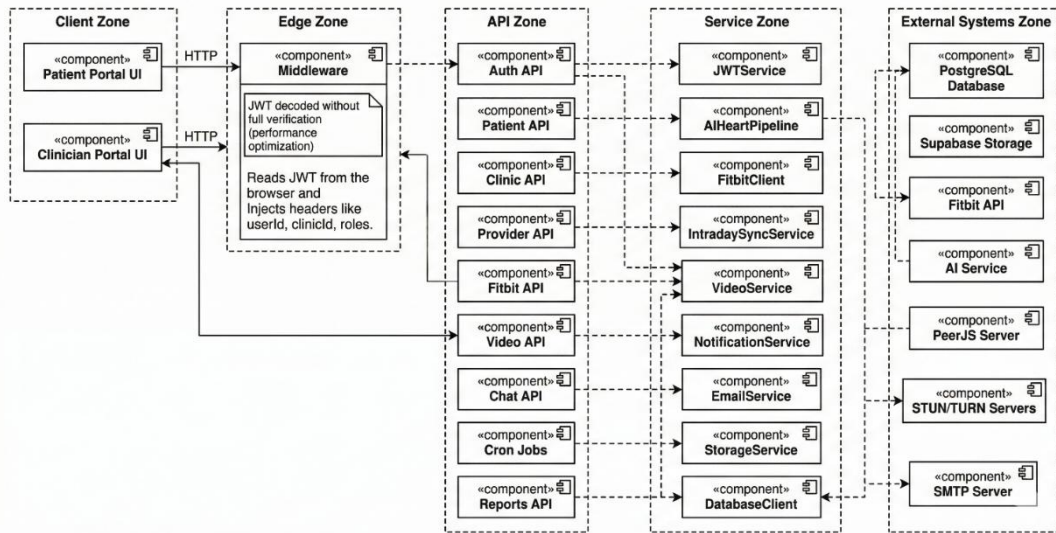 Client Zone
«component»
Patient Portal UI
«component»
Clinician Portal UI
HTTP
HTTP
Edge Zone
«component»
Middleware
JWT decoded without
full verification
(performance
optimization)
Reads JWT from the
browser and
Injects headers like
userId, clinicId, roles.
API Zone
«component»
Auth API
«component»
Patient API
«component»
Clinic API
«component»
Provider API
«component»
Fitbit API
«component»
Video API
«component»
Chat API
«component»
Cron Jobs
«component»
Reports API
Service Zone
«component»
JWTService
«component»
AIHeartPipeline
«component»
FitbitClient
«component»
IntradaySyncService
«component»
VideoService
«component»
NotificationService
«component»
EmailService
«component»
StorageService
«component»
DatabaseClient
External Systems Zone
«component»
PostgreSQL
Database
«component»
Supabase Storage
«component»
Fitbit API
«component»
AI Service
«component»
PeerJS Server
«component»
STUN/TURN Servers
«component»
SMTP Server